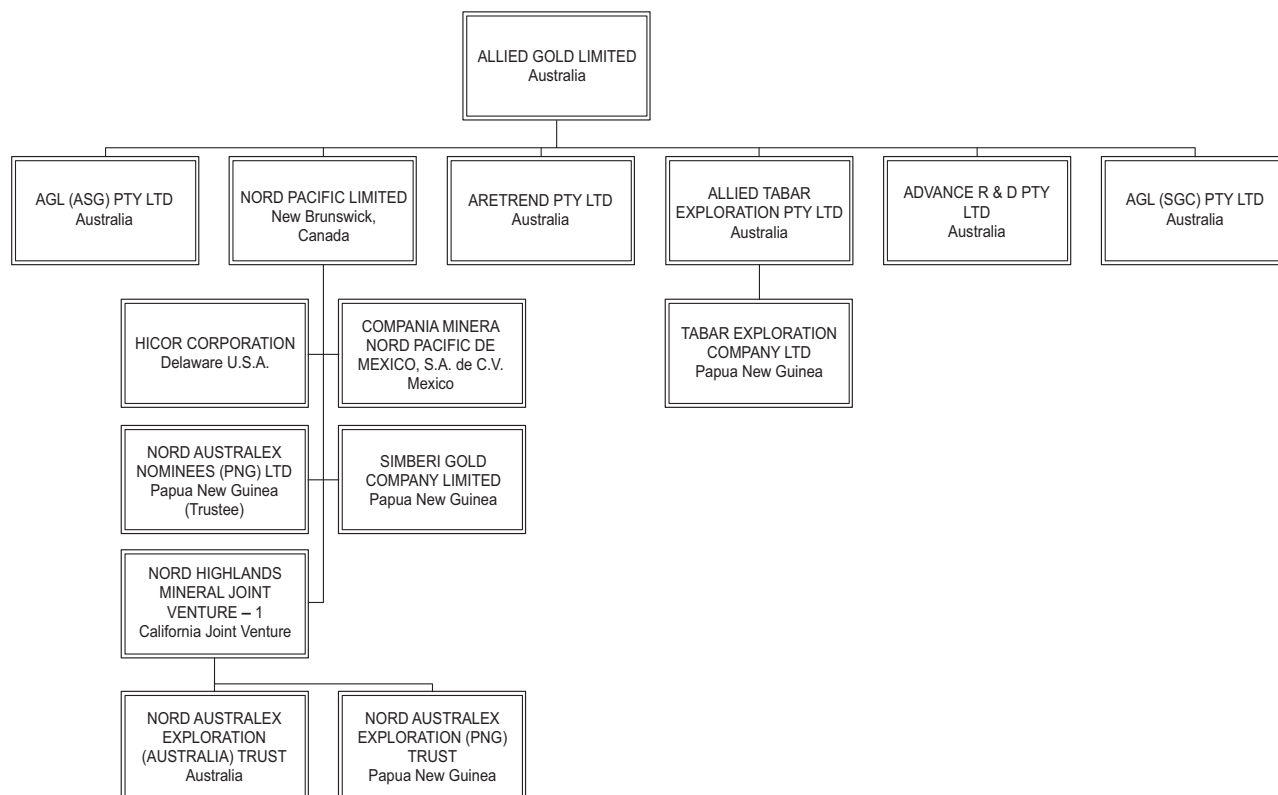 ALLIED GOLD LIMITED
Australia
AGL (ASG) PTY LTD
Australia
NORD PACIFIC LIMITED
New Brunswick,
Canada
ARETREND PTY LTD
Australia
ALLIED TABAR
EXPLORATION PTY LTD
Australia
ADVANCE R & D PTY
LTD
Australia
AGL (SGC) PTY LTD
Australia
HICOR CORPORATION
Delaware U.S.A.
COMPANIA MINERA
NORD PACIFIC DE
MEXICO, S.A. de C.V.
Mexico
TABAR EXPLORATION
COMPANY LTD
Papua New Guinea
NORD AUSTRALEX
NOMINEES (PNG) LTD
Papua New Guinea
(Trustee)
SIMBERI GOLD
COMPANY LIMITED
Papua New Guinea
NORD HIGHLANDS
MINERAL JOINT
VENTURE – 1
California Joint Venture
NORD AUSTRALEX
EXPLORATION
(AUSTRALIA) TRUST
Australia
NORD AUSTRALEX
EXPLORATION (PNG)
TRUST
Papua New Guinea